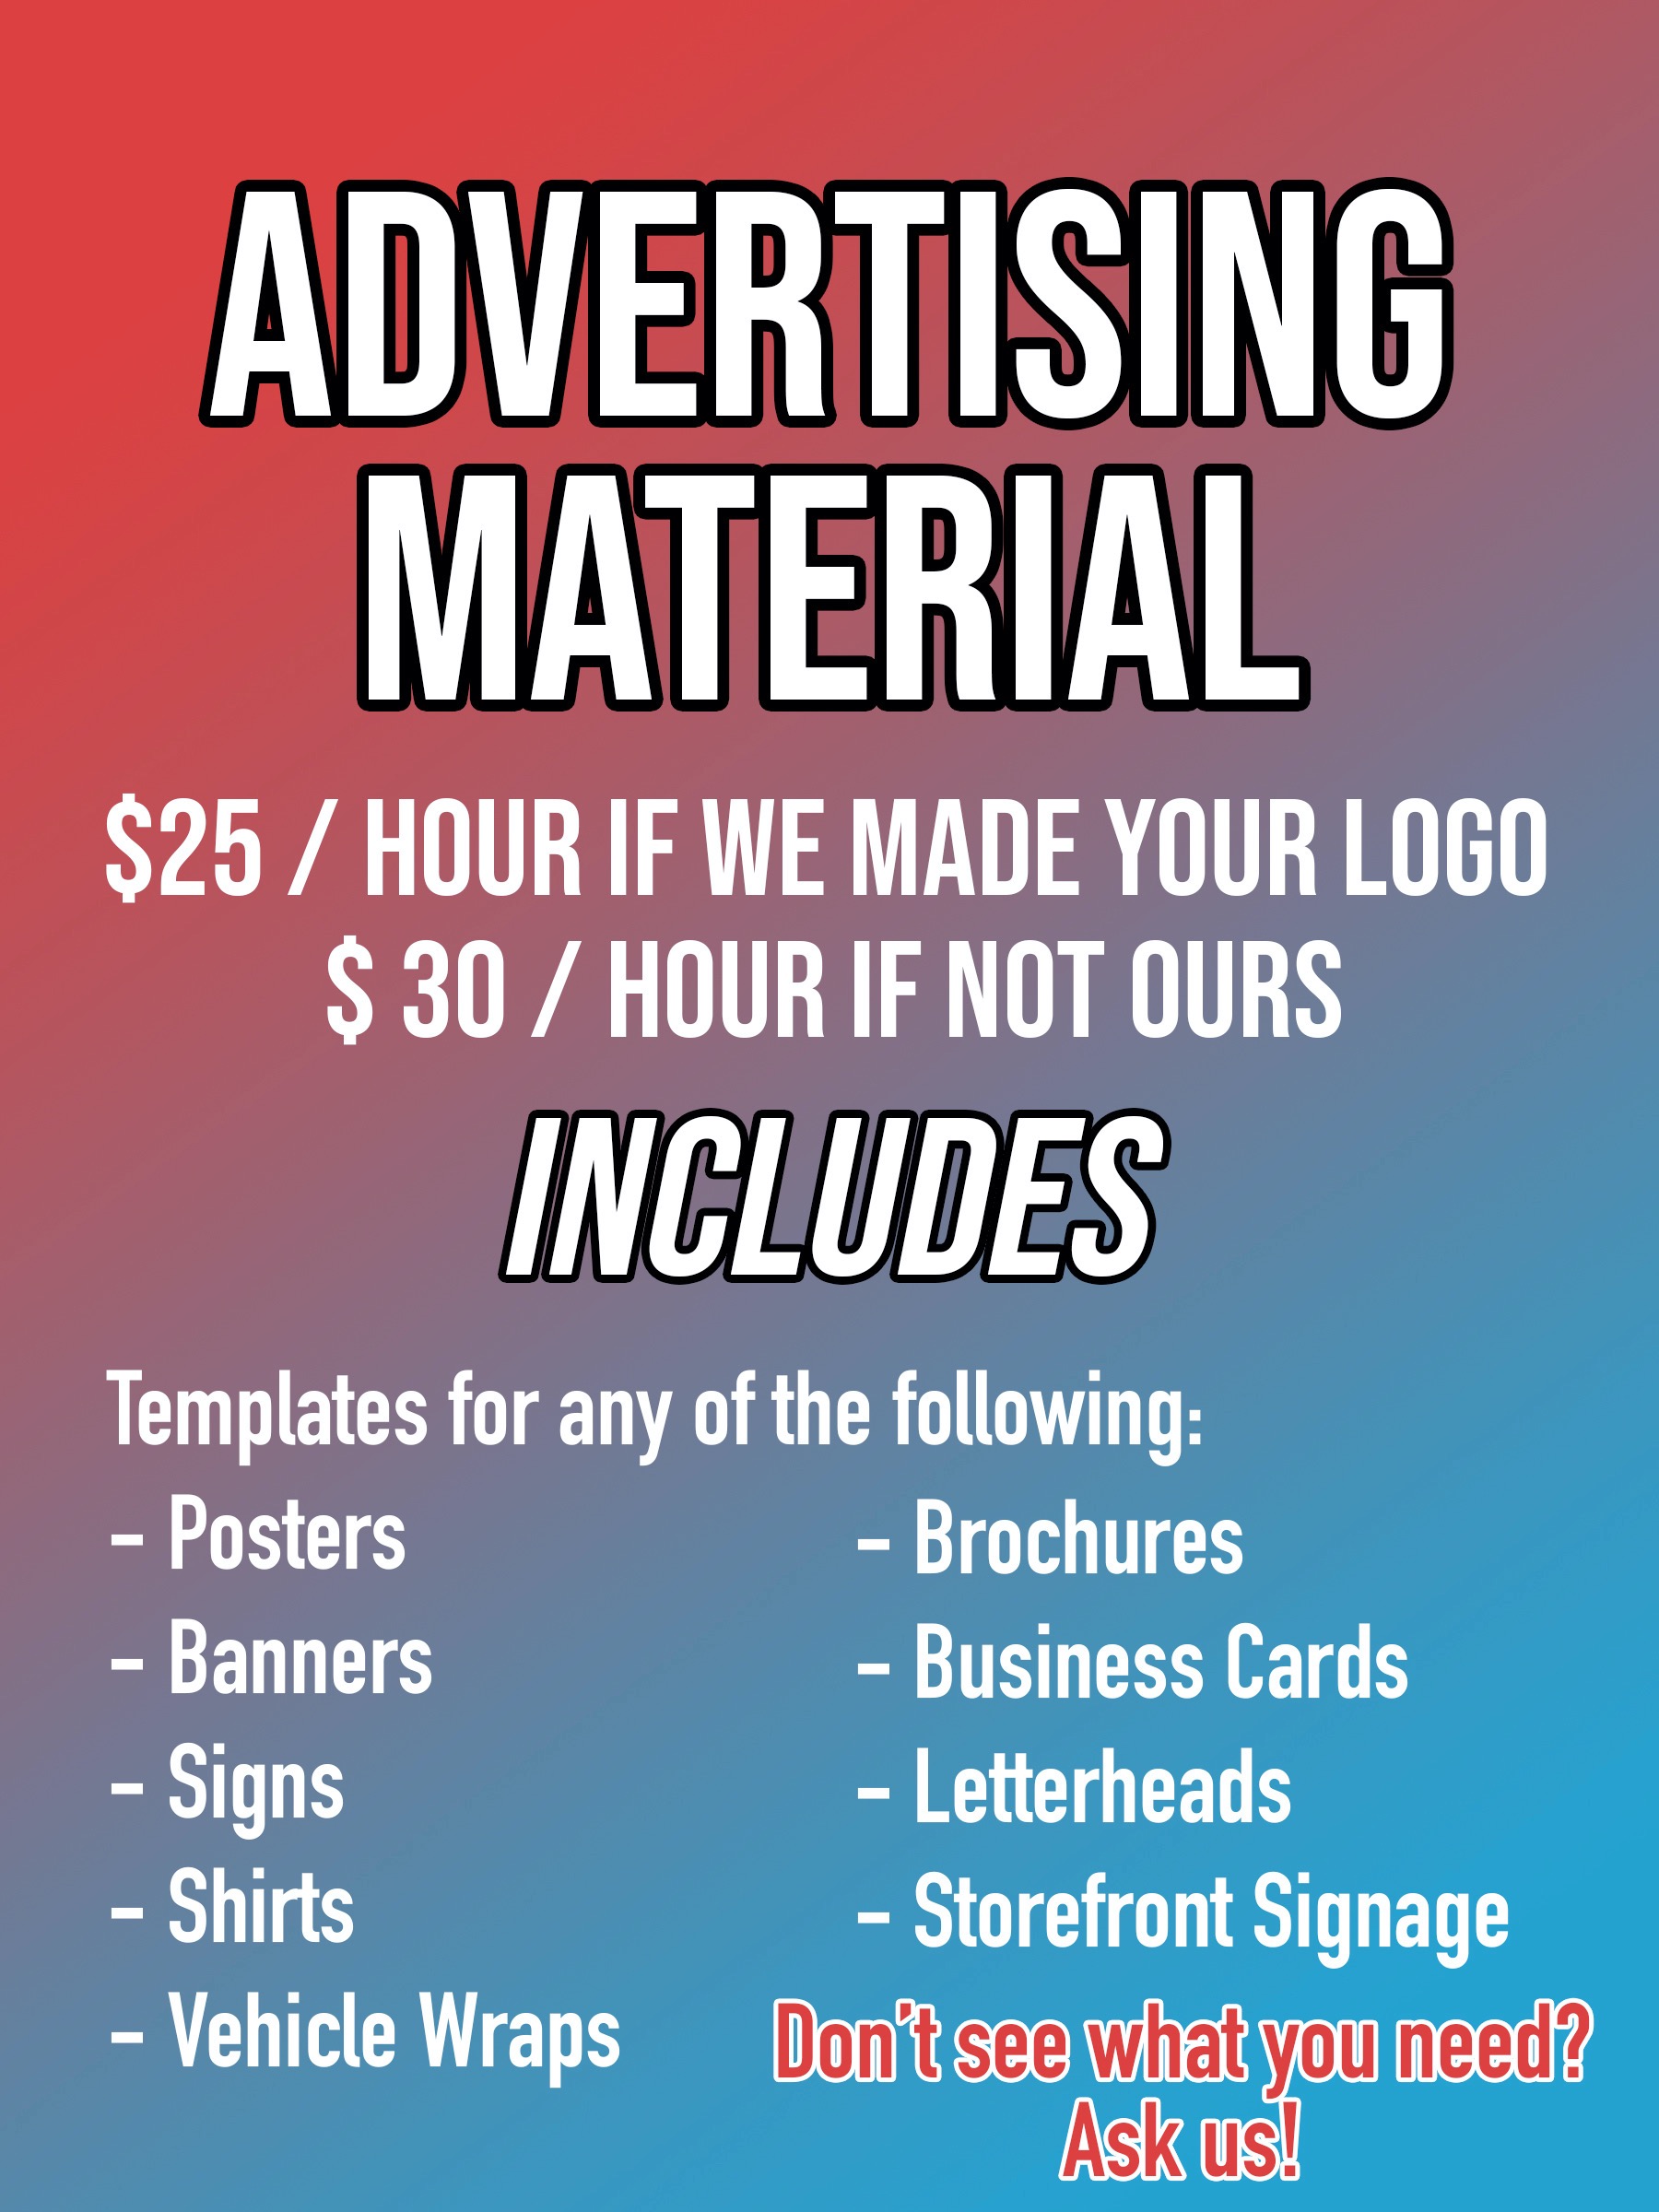 ADVERTISING
MATERIAL
$25 / HOUR IF WE MADE YOUR LOGO
$ 30 / HOUR IF NOT OURS
INCLUDES
Templates for any of the following:
- Posters
- Banners
- Signs
- Shirts
- Vehicle Wraps
- Brochures
- Business Cards
- Letterheads
- Storefront Signage
Don't see what you need?
Ask us!